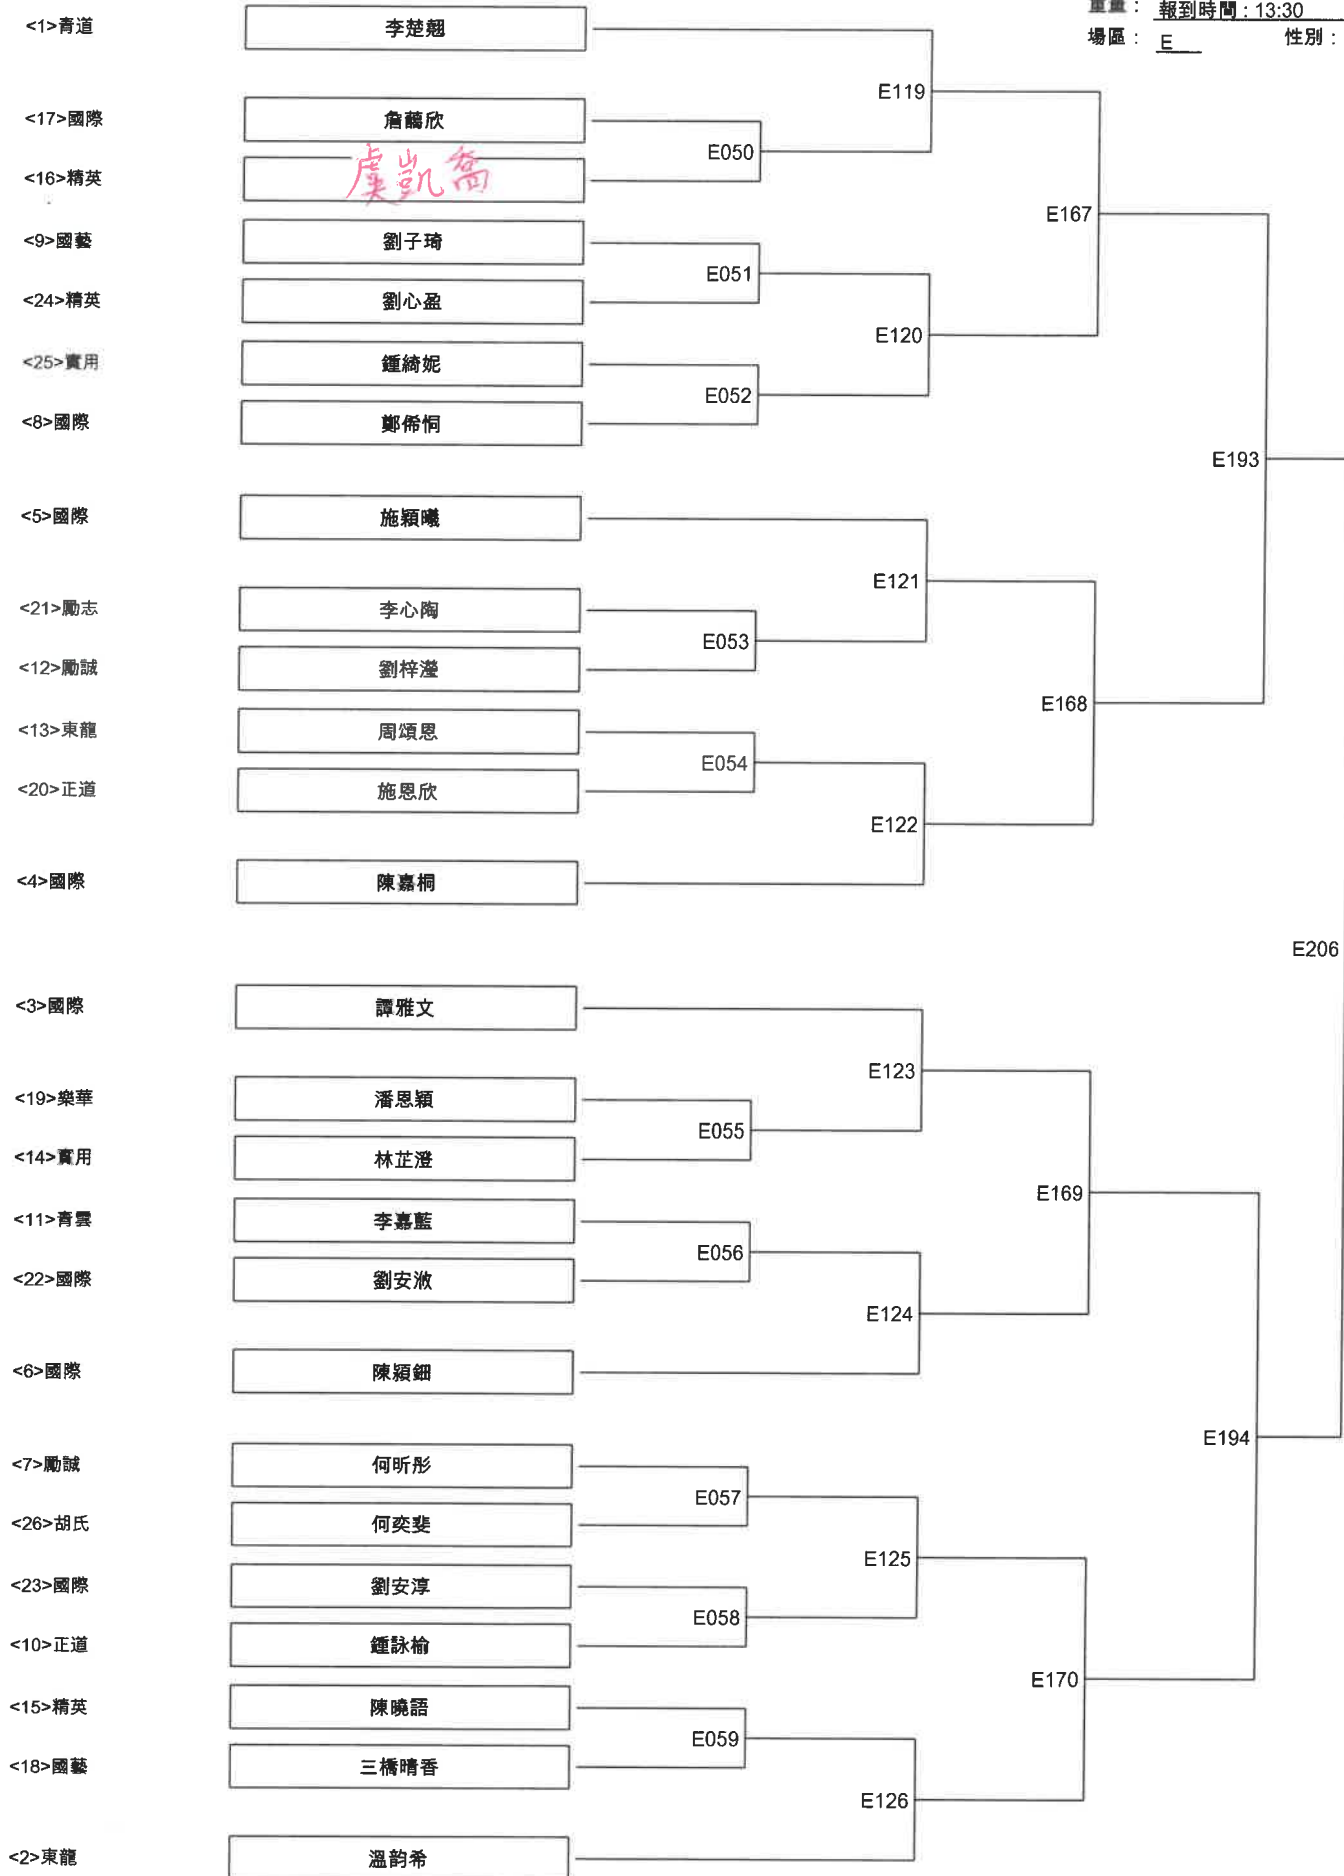 重量： 報到時間 : 13:30
場區： E 性別：
<1>青道 李楚翹
E119
<17>國際 詹藹欣
E050
<16>精英 虞凱喬
E167
<9>國藝 劉子琦
E051
<24>精英 劉心盈
E120
<25>實用 鍾綺妮
E052
<8>國際 鄭俙恫
E193
<5>國際 施穎曦
E121
<21>勵志 李心陶
E053
<12>勵誠 劉梓瀅
E168
<13>東龍 周頌恩
E054
<20>正道 施恩欣
E122
<4>國際 陳嘉桐
E206
<3>國際 譚雅文
E123
<19>樂華 潘恩穎
E055
<14>實用 林芷澄
E169
<11>青雲 李嘉藍
E056
<22>國際 劉安浟
E124
<6>國際 陳潁鈿
E194
<7>勵誠 何昕彤
E057
<26>胡氏 何奕斐
E125
<23>國際 劉安淳
E058
<10>正道 鍾詠榆
E170
<15>精英 陳曉語
E059
<18>國藝 三橋晴香
E126
<2>東龍 溫韵希